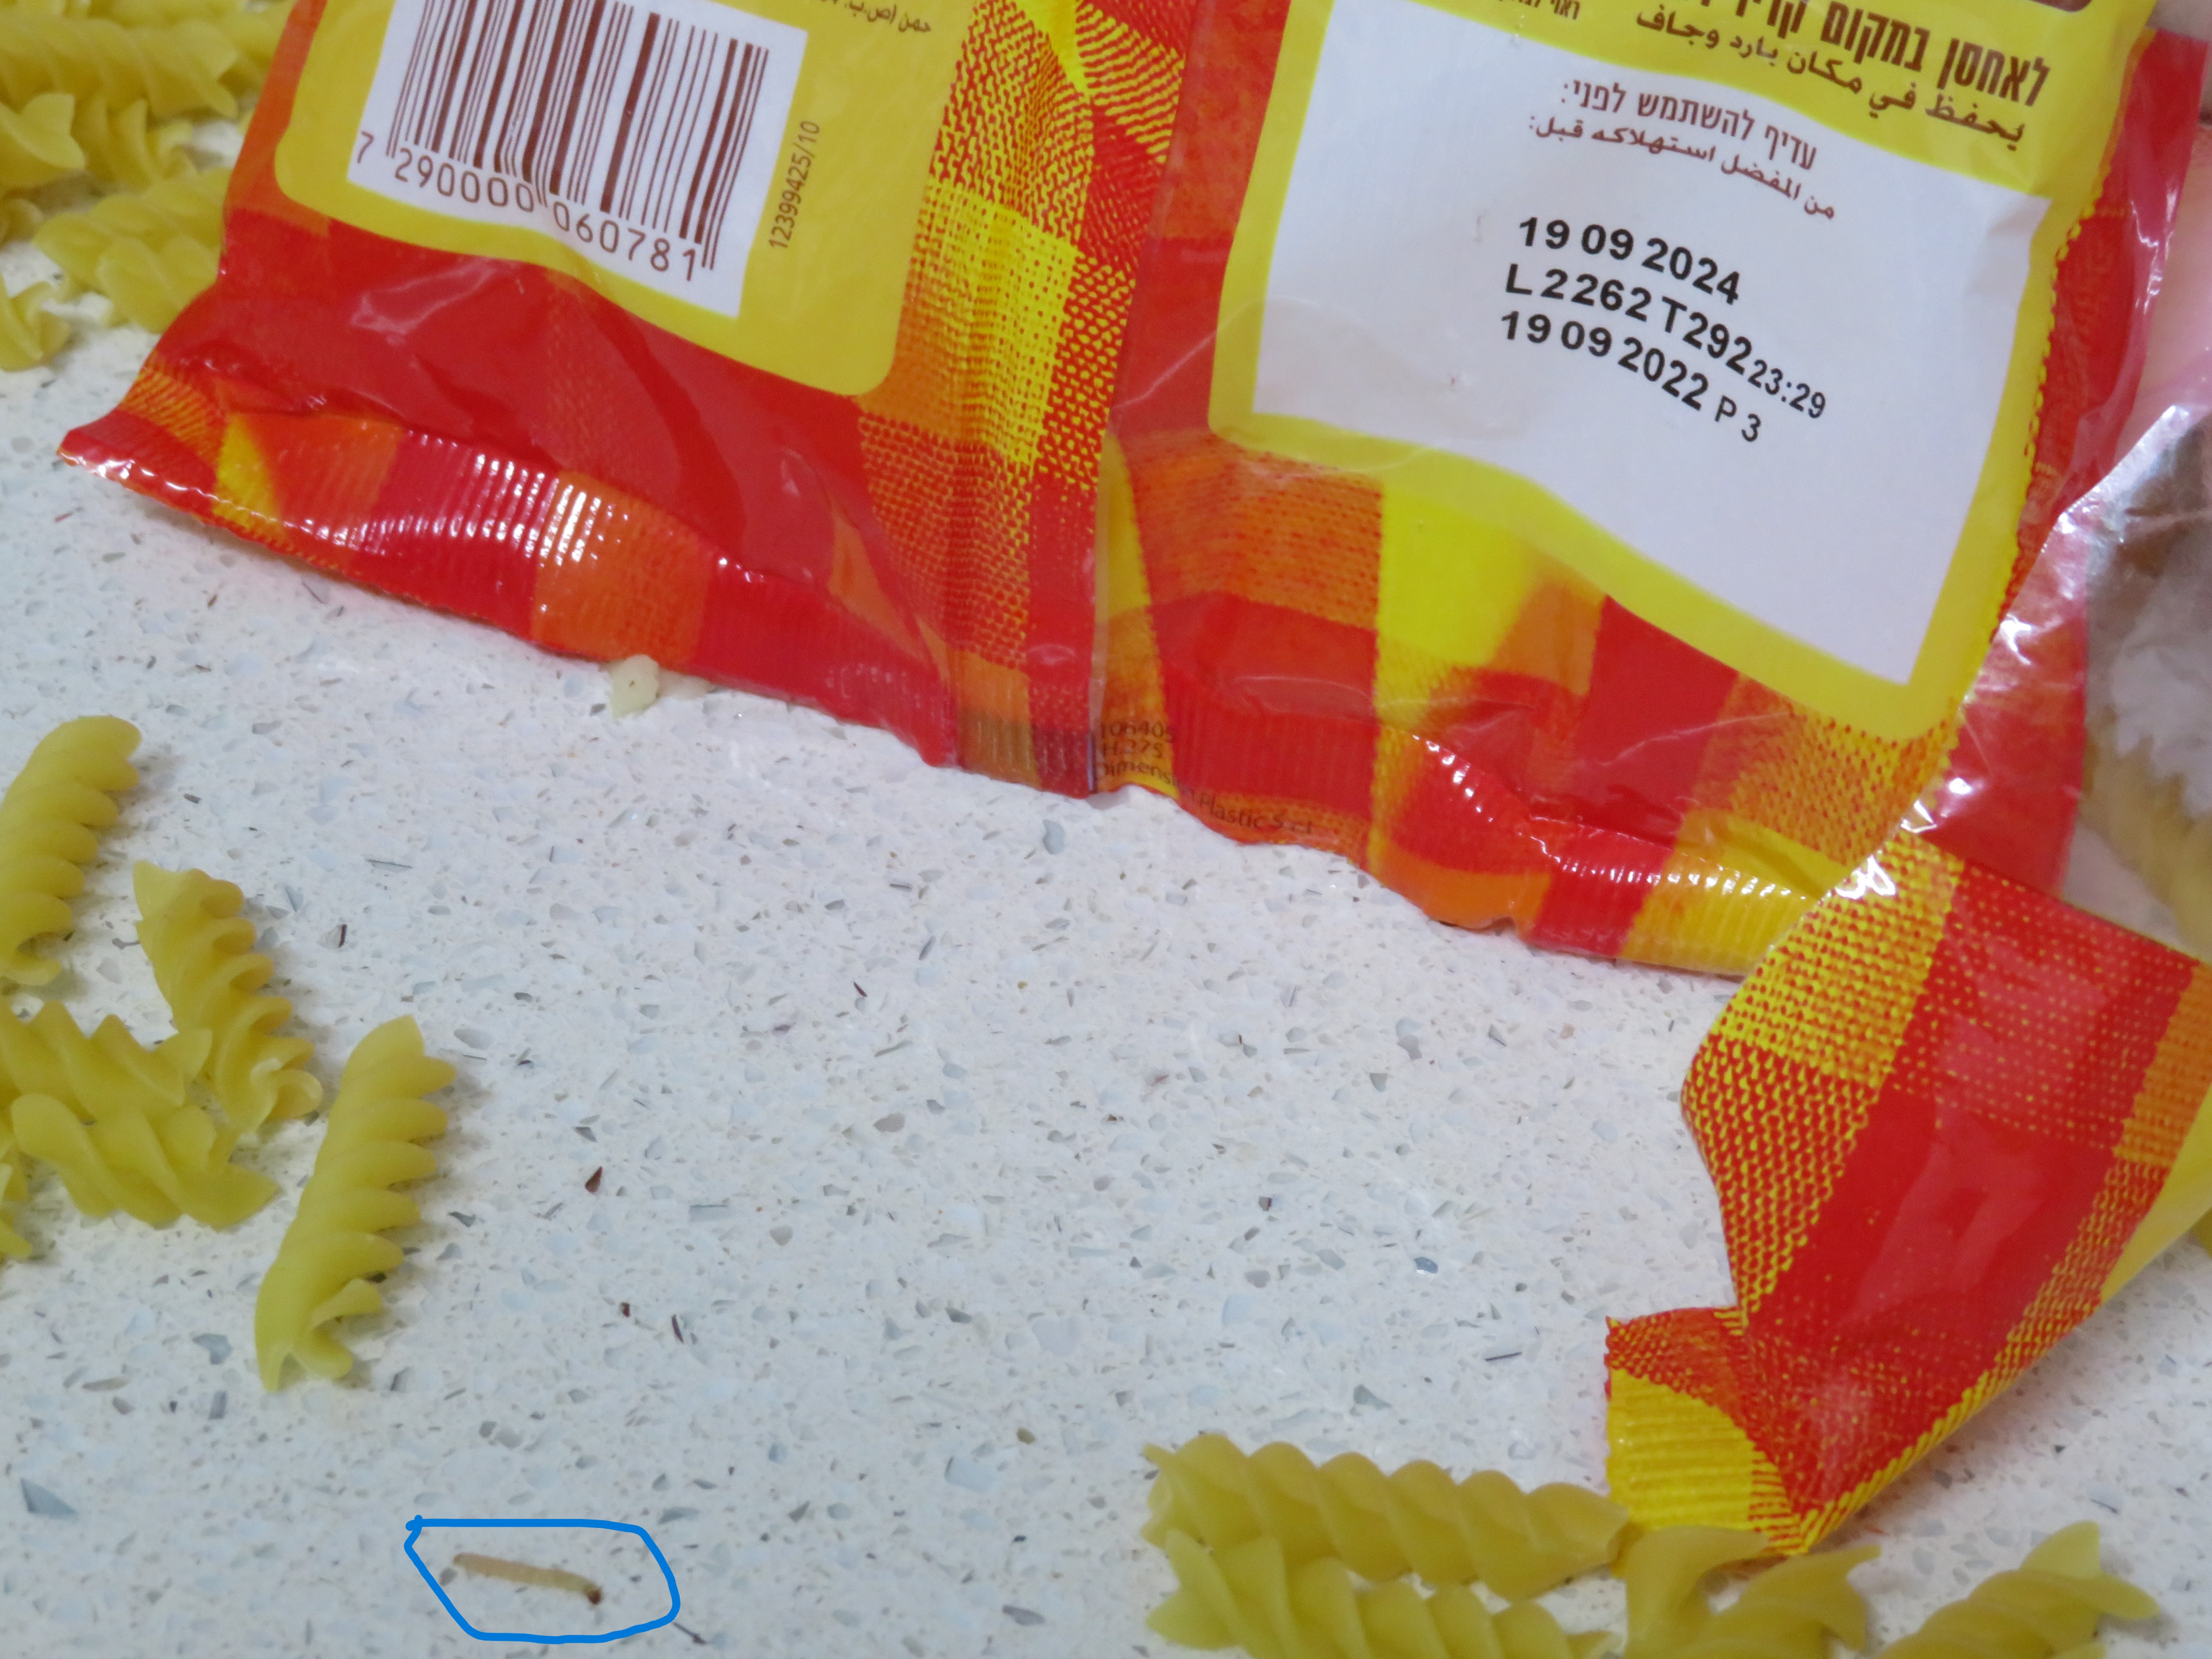 7 290000 060781
12399425/10
לאחסן במקום
يحفظ في مكان بارد وجاف
עדיף להשתמש לפני:
من المفضل استهلاكه قبل:
19 09 2024
L 2262 T292 23:29
19 09 2022 P 3
Plastic